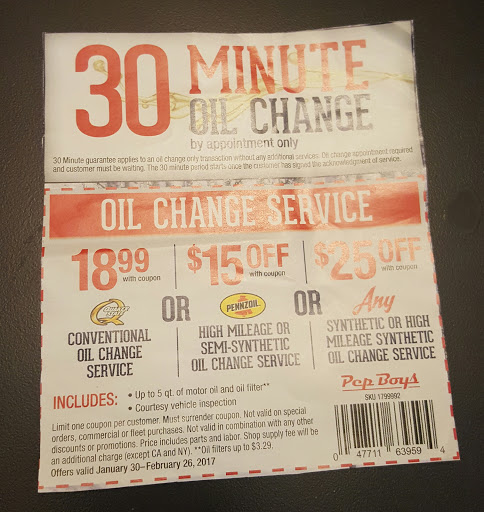 30 MINUTE
OIL CHANGE
by appointment only
30 Minute guarantee applies to an oil change only transaction without any additional services. Oil change appointment required
and customer must be waiting. The 30 minute period starts once the customer has signed the acknowledgment of service.
OIL CHANGE SERVICE
18.99 $15 OFF $25 OFF
with coupon with coupon with coupon
Quaker State OR PENNZOIL OR Any
CONVENTIONAL
OIL CHANGE
SERVICE
HIGH MILEAGE OR
SEMI-SYNTHETIC
OIL CHANGE SERVICE
SYNTHETIC OR HIGH
MILEAGE SYNTHETIC
OIL CHANGE SERVICE
INCLUDES: • Up to 5 qt. of motor oil and oil filter**
• Courtesy vehicle inspection
Limit one coupon per customer. Must surrender coupon. Not valid on special
orders, commercial or fleet purchases. Not valid in combination with any other
discounts or promotions. Price includes parts and labor. Shop supply fee will be
an additional charge (except CA and NY). **Oil filters up to $3.29.
Offers valid January 30–February 26, 2017
Pep Boys
SKU 1799992
0 47711 63959 4